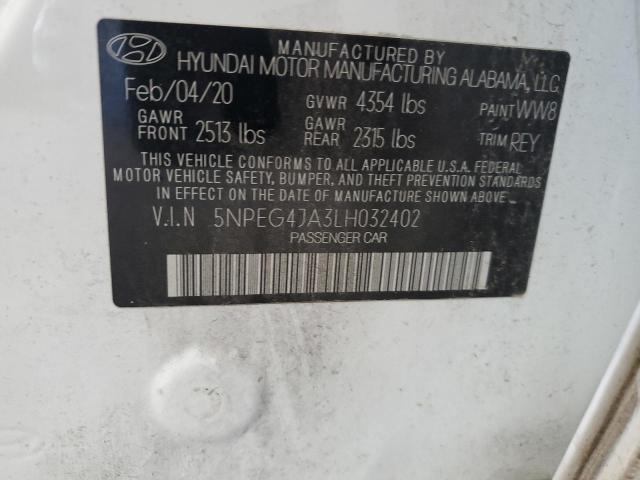 MANUFACTURED BY
HYUNDAI MOTOR MANUFACTURING ALABAMA, LLC.
Feb/04/20 GVWR 4354 lbs PAINT WW8
GAWR FRONT 2513 lbs GAWR REAR 2315 lbs TRIM REY
THIS VEHICLE CONFORMS TO ALL APPLICABLE U.S.A. FEDERAL
MOTOR VEHICLE SAFETY, BUMPER, AND THEFT PREVENTION STANDARDS
IN EFFECT ON THE DATE OF MANUFACTURE SHOWN ABOVE.
V.I.N 5NPEG4JA3LH032402
PASSENGER CAR